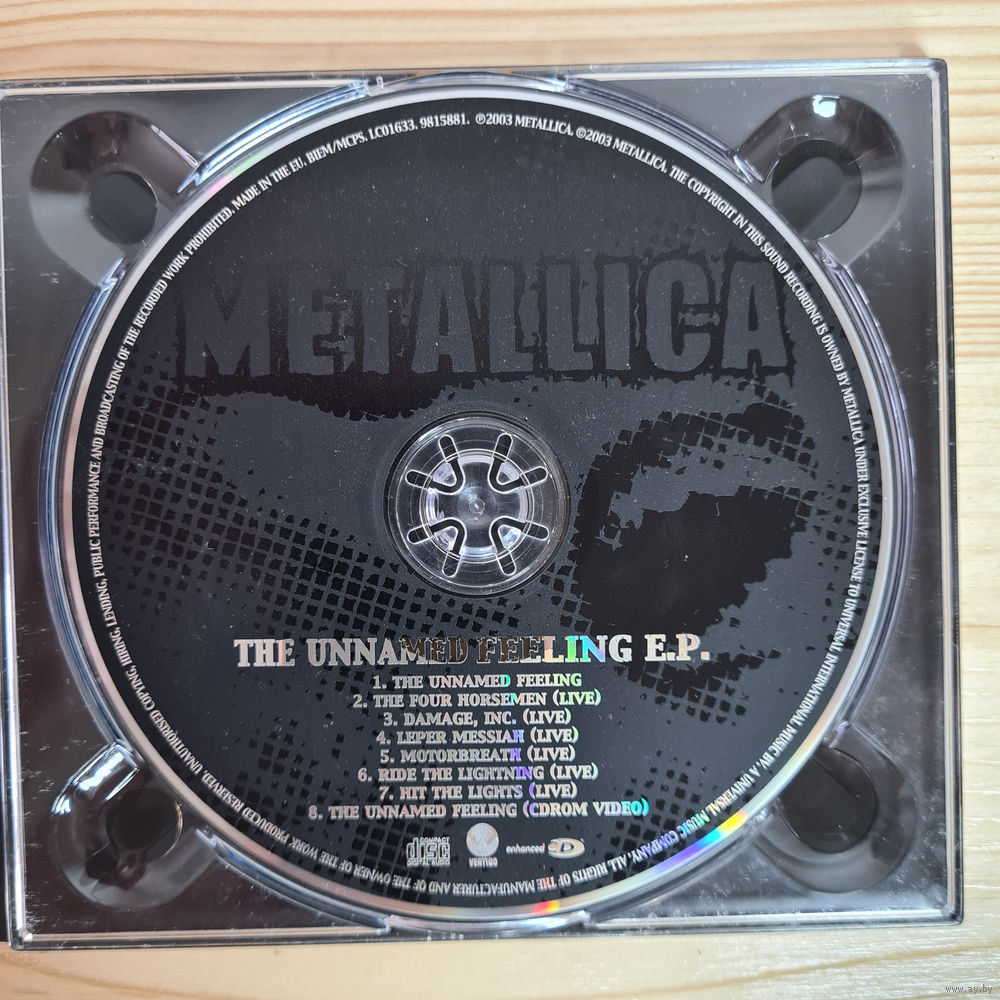 METALLICA
THE UNNAMED FEELING E.P.
1. THE UNNAMED FEELING
2. THE FOUR HORSEMEN (LIVE)
3. DAMAGE, INC. (LIVE)
4. LEPER MESSIAH (LIVE)
5. MOTORBREATH (LIVE)
6. RIDE THE LIGHTNING (LIVE)
7. HIT THE LIGHTS (LIVE)
8. THE UNNAMED FEELING (CDROM VIDEO)
COMPACT
disc
DIGITAL AUDIO
VERTIGO
enhanced CD
℗2003 METALLICA. ©2003 METALLICA. THE COPYRIGHT IN THIS SOUND RECORDING IS OWNED BY METALLICA UNDER EXCLUSIVE LICENSE TO UNIVERSAL INTERNATIONAL MUSIC BV. A UNIVERSAL MUSIC COMPANY. ALL RIGHTS OF THE MANUFACTURER AND OF THE OWNER OF THE WORK PRODUCED RESERVED. UNAUTHORISED COPYING, HIRING, LENDING, PUBLIC PERFORMANCE AND BROADCASTING OF THE RECORDED WORK PROHIBITED. MADE IN THE EU. BIEM/MCPS. LC01633. 9815881.
www.ay.by